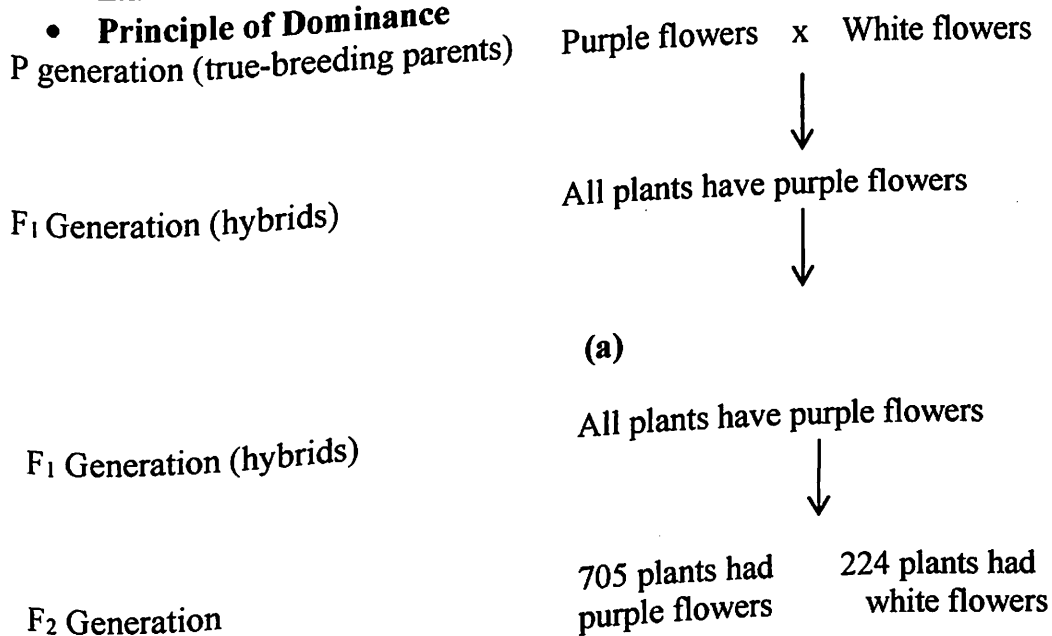 • Principle of Dominance
P generation (true-breeding parents) Purple flowers x White flowers
F1 Generation (hybrids) All plants have purple flowers
(a)
F1 Generation (hybrids) All plants have purple flowers
F2 Generation 705 plants had purple flowers 224 plants had white flowers